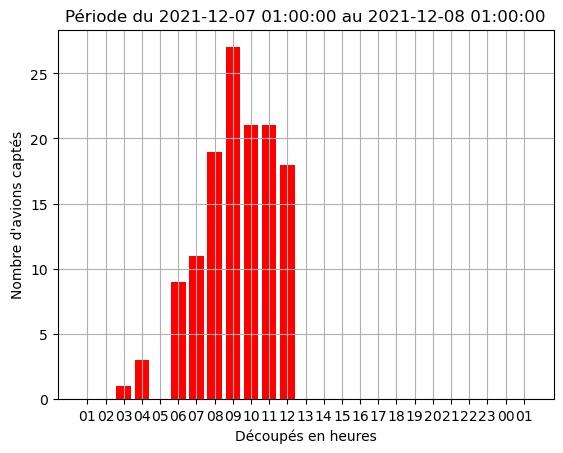 Période du 2021-12-07 01:00:00 au 2021-12-08 01:00:00
Nombre d'avions captés
25
20
15
10
5
0
01 02 03 04 05 06 07 08 09 10 11 12 13 14 15 16 17 18 19 20 21 22 23 00 01
Découpés en heures